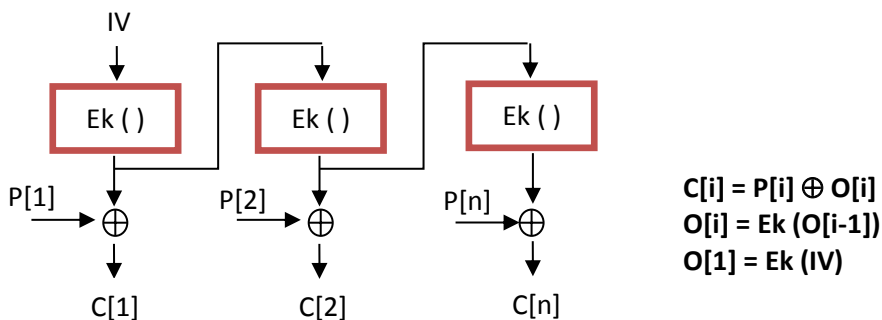 IV
Ek ( )
Ek ( )
Ek ( )
P[1]
P[2]
P[n]
C[1]
C[2]
C[n]
C[i] = P[i] ⊕ O[i]
O[i] = Ek (O[i-1])
O[1] = Ek (IV)